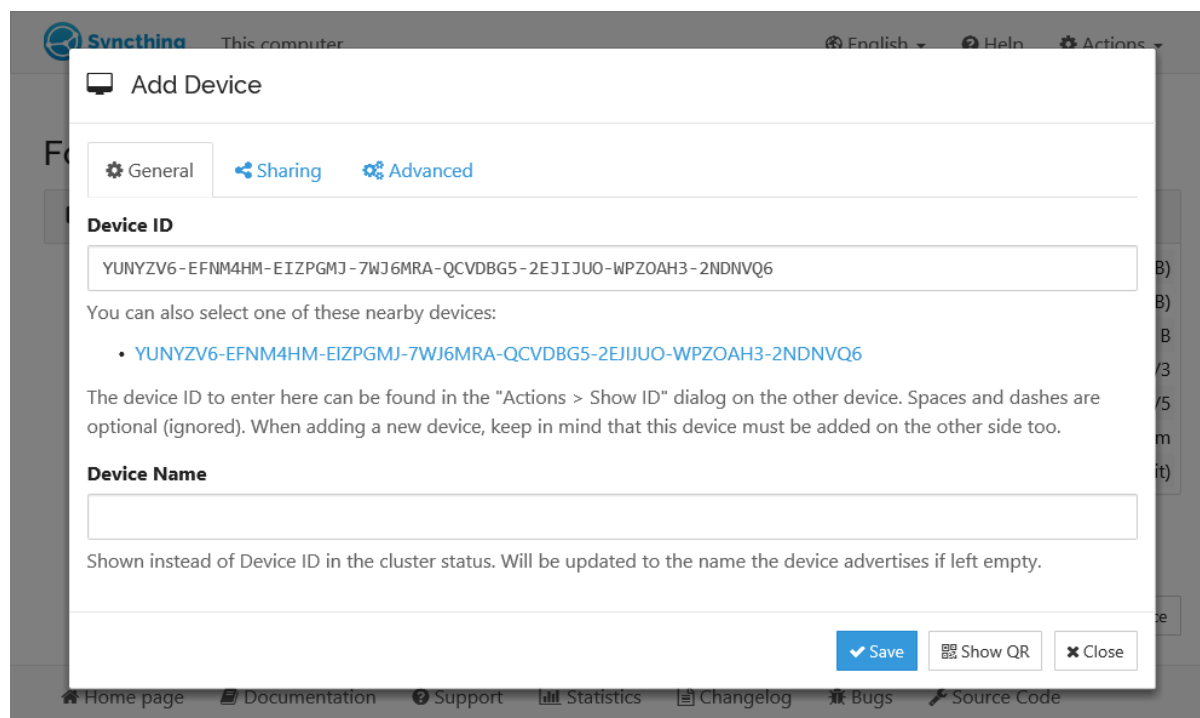 Syncthing This computer English Help Actions
Add Device
General Sharing Advanced
Device ID
YUNYZV6-EFNM4HM-EIZPGMJ-7WJ6MRA-QCVDBG5-2EJIJUO-WPZOAH3-2NDNVQ6
You can also select one of these nearby devices:
• YUNYZV6-EFNM4HM-EIZPGMJ-7WJ6MRA-QCVDBG5-2EJIJUO-WPZOAH3-2NDNVQ6
The device ID to enter here can be found in the "Actions > Show ID" dialog on the other device. Spaces and dashes are
optional (ignored). When adding a new device, keep in mind that this device must be added on the other side too.
Device Name
Shown instead of Device ID in the cluster status. Will be updated to the name the device advertises if left empty.
Save Show QR Close
Home page Documentation Support Statistics Changelog Bugs Source Code